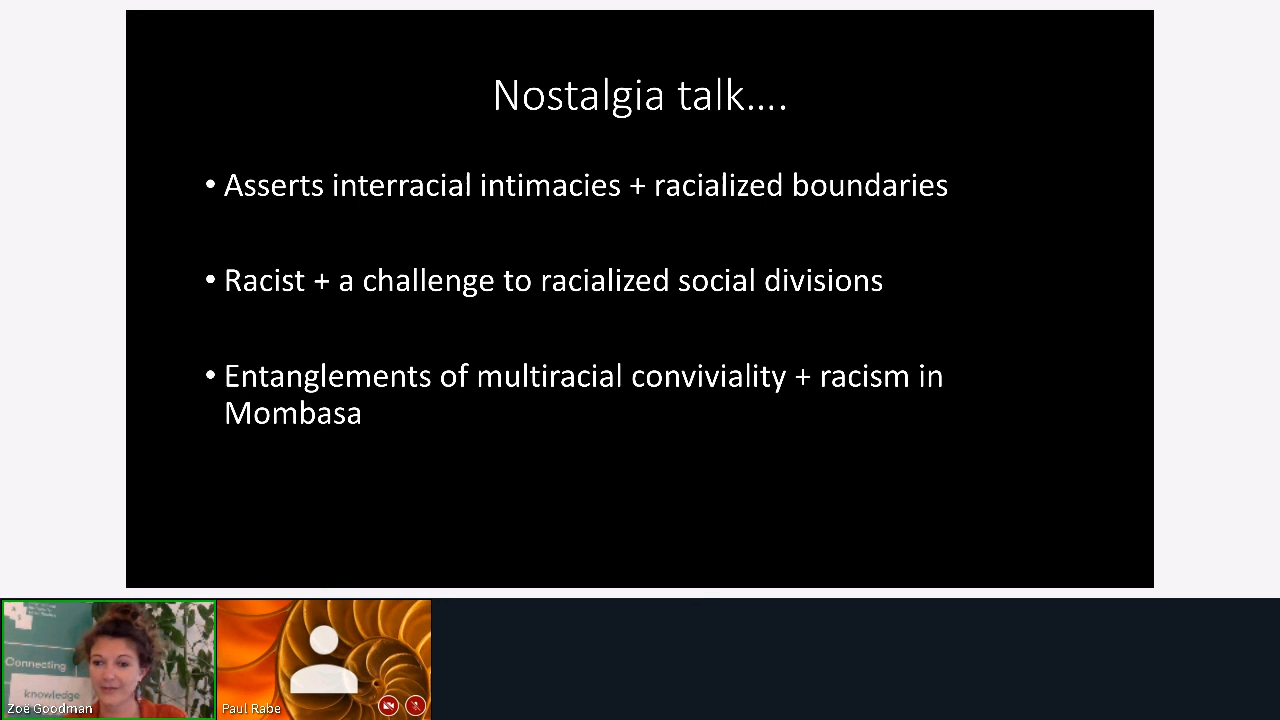 Nostalgia talk....
• Asserts interracial intimacies + racialized boundaries
• Racist + a challenge to racialized social divisions
• Entanglements of multiracial conviviality + racism in
Mombasa
Connecting
knowledge
Zoë Goodman
Paul Rabe